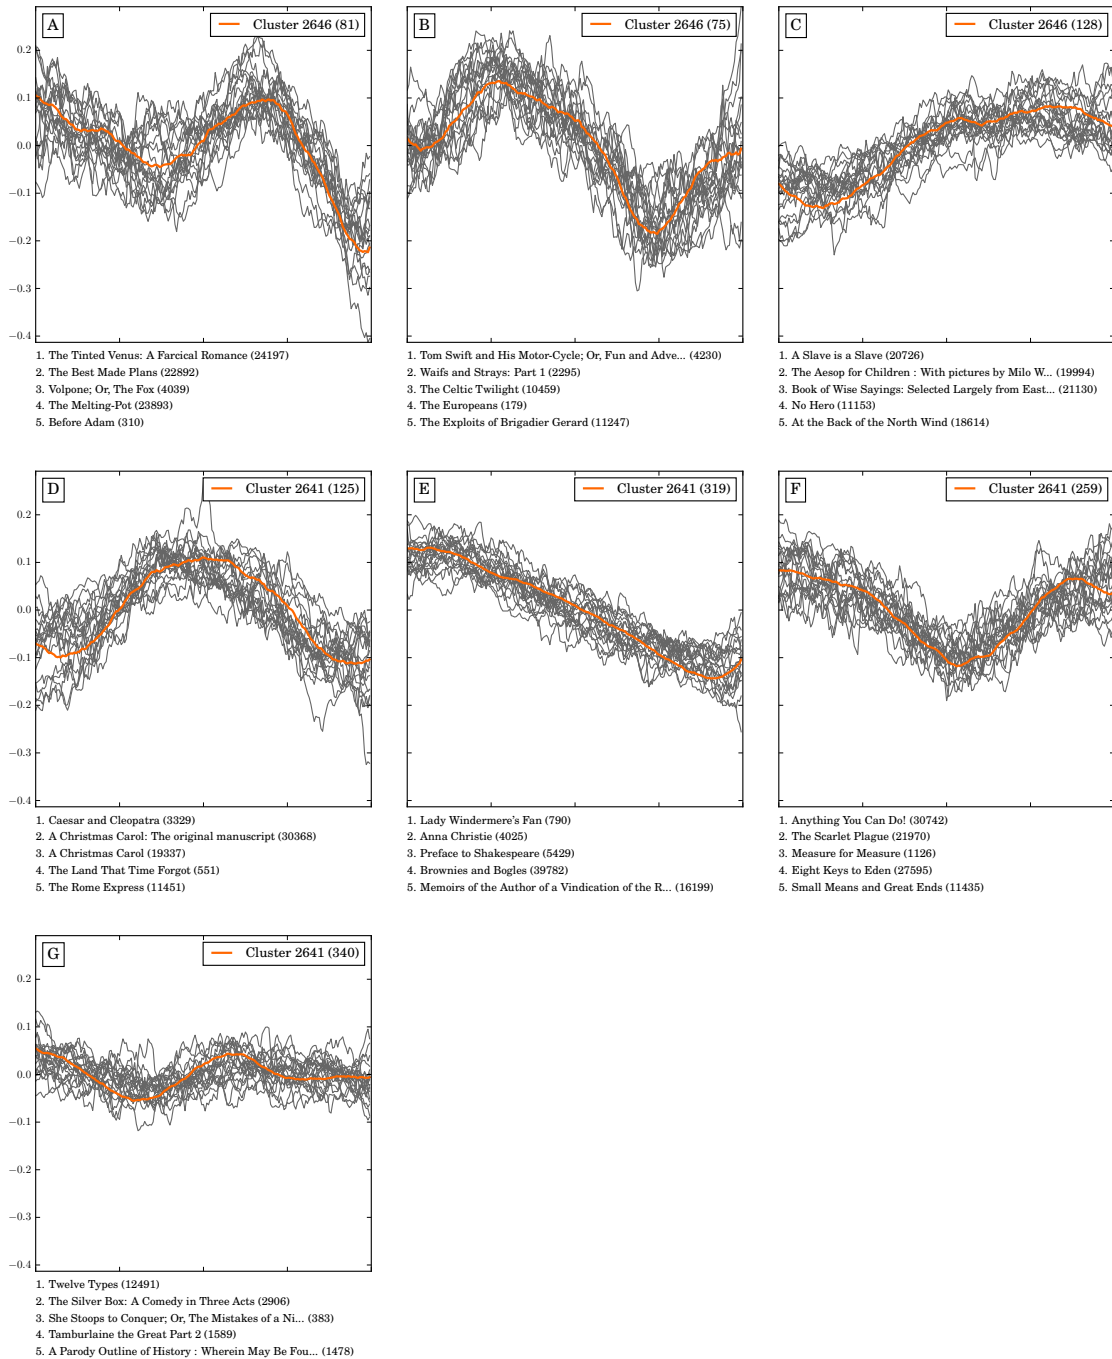 A
Cluster 2646 (81)
B
Cluster 2646 (75)
C
Cluster 2646 (128)
0.2
0.1
0.0
−0.1
−0.2
−0.3
−0.4
1. The Tinted Venus: A Farcical Romance (24197)
2. The Best Made Plans (22892)
3. Volpone; Or, The Fox (4039)
4. The Melting-Pot (23893)
5. Before Adam (310)
1. Tom Swift and His Motor-Cycle; Or, Fun and Adve... (4230)
2. Waifs and Strays: Part 1 (2295)
3. The Celtic Twilight (10459)
4. The Europeans (179)
5. The Exploits of Brigadier Gerard (11247)
1. A Slave is a Slave (20726)
2. The Aesop for Children : With pictures by Milo W... (19994)
3. Book of Wise Sayings: Selected Largely from East... (21130)
4. No Hero (11153)
5. At the Back of the North Wind (18614)
D
Cluster 2641 (125)
E
Cluster 2641 (319)
F
Cluster 2641 (259)
0.2
0.1
0.0
−0.1
−0.2
−0.3
−0.4
1. Caesar and Cleopatra (3329)
2. A Christmas Carol: The original manuscript (30368)
3. A Christmas Carol (19337)
4. The Land That Time Forgot (551)
5. The Rome Express (11451)
1. Lady Windermere's Fan (790)
2. Anna Christie (4025)
3. Preface to Shakespeare (5429)
4. Brownies and Bogles (39782)
5. Memoirs of the Author of a Vindication of the R... (16199)
1. Anything You Can Do! (30742)
2. The Scarlet Plague (21970)
3. Measure for Measure (1126)
4. Eight Keys to Eden (27595)
5. Small Means and Great Ends (11435)
G
Cluster 2641 (340)
0.2
0.1
0.0
−0.1
−0.2
−0.3
−0.4
1. Twelve Types (12491)
2. The Silver Box: A Comedy in Three Acts (2906)
3. She Stoops to Conquer; Or, The Mistakes of a Ni... (383)
4. Tamburlaine the Great Part 2 (1589)
5. A Parody Outline of History : Wherein May Be Fou... (1478)